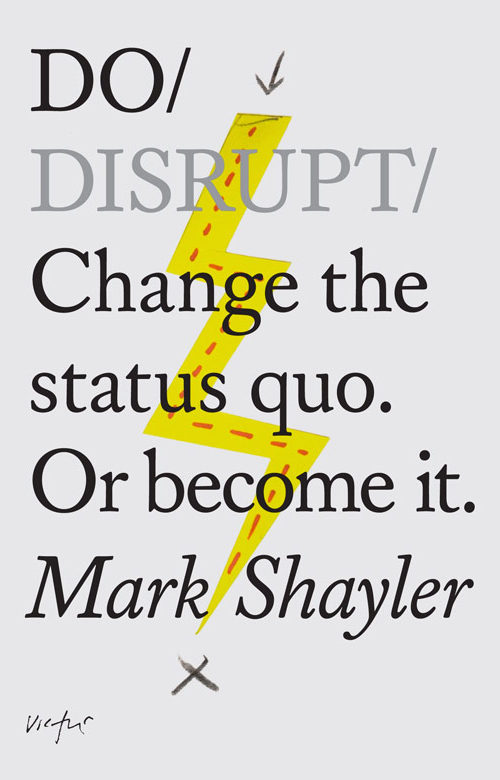 DO/
DISRUPT/
Change the
status quo.
Or become it.
Mark Shayler